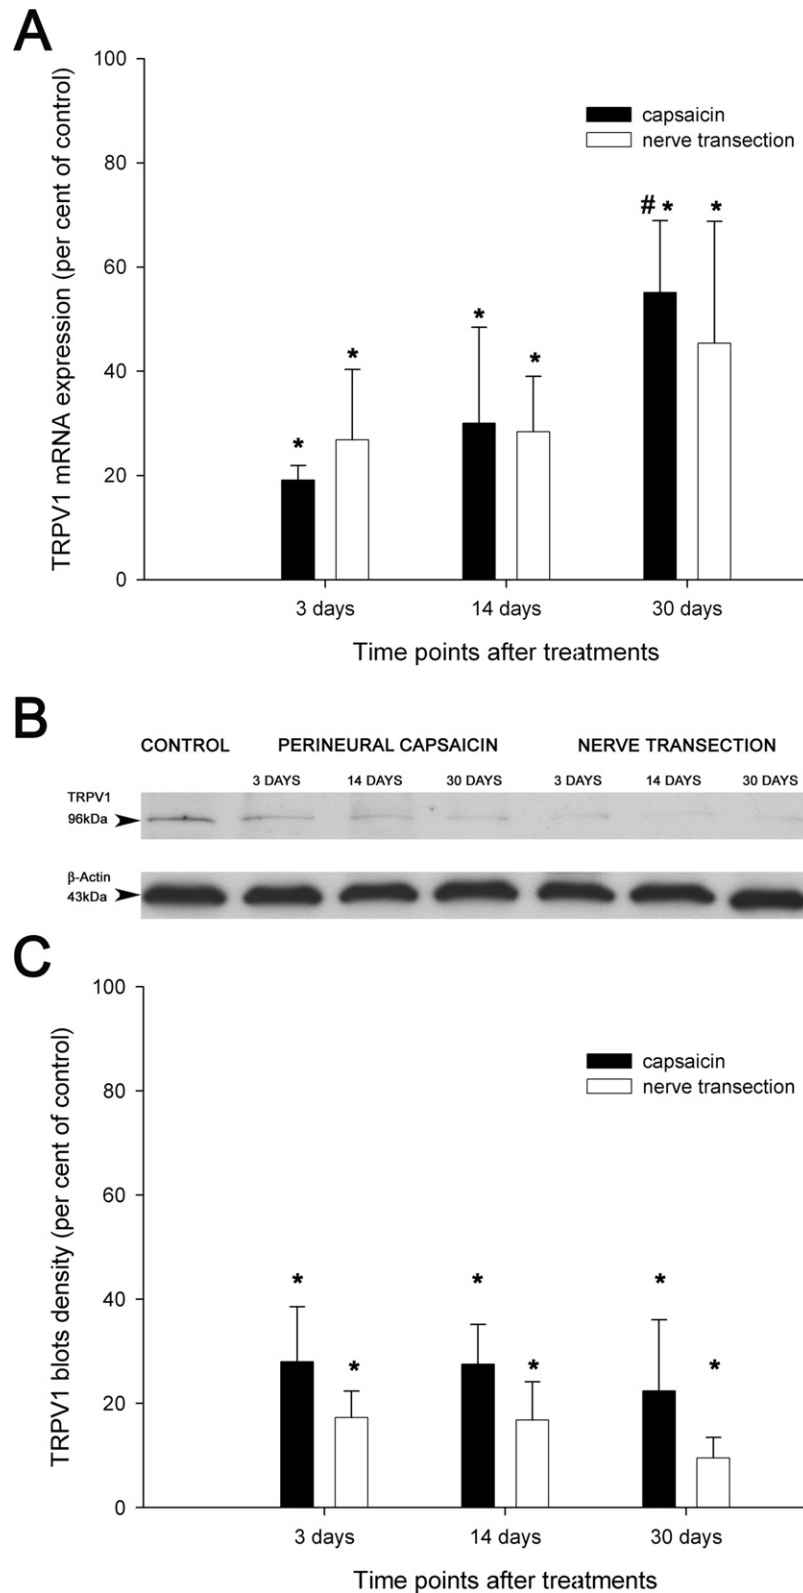 A
TRPV1 mRNA expression (per cent of control)
100
80
60
40
20
0
capsaicin
nerve transection
*
*
*
*
# *
*
3 days
14 days
30 days
Time points after treatments
B
CONTROL PERINEURAL CAPSAICIN NERVE TRANSECTION
3 DAYS 14 DAYS 30 DAYS 3 DAYS 14 DAYS 30 DAYS
TRPV1
96kDa
β-Actin
43kDa
C
TRPV1 blots density (per cent of control)
100
80
60
40
20
0
capsaicin
nerve transection
*
*
*
*
*
*
3 days
14 days
30 days
Time points after treatments